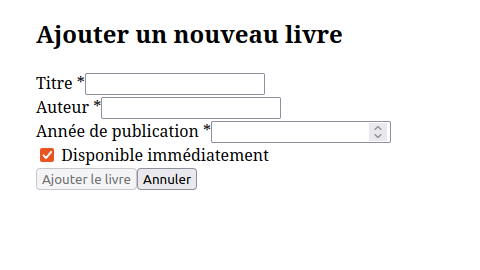 Ajouter un nouveau livre
Titre *
Auteur *
Année de publication *
Disponible immédiatement
Ajouter le livre Annuler